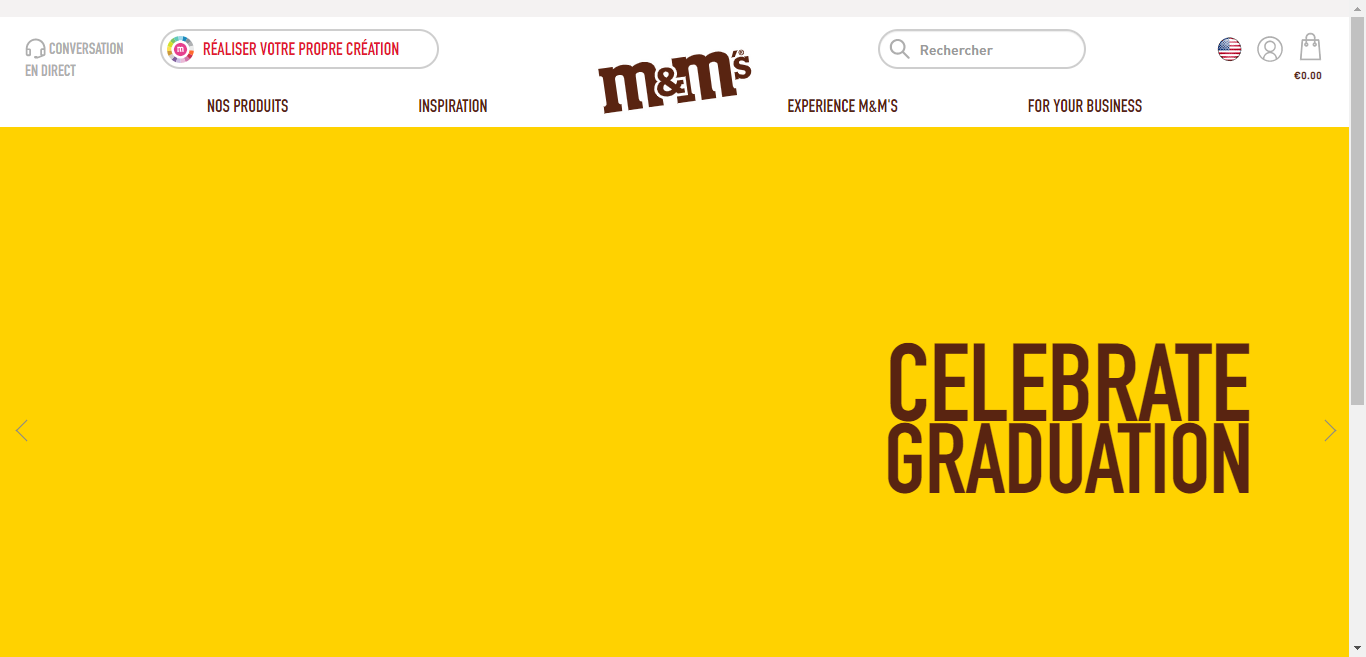 CONVERSATION
EN DIRECT
RÉALISER VOTRE PROPRE CRÉATION
m&m's®
Rechercher
€0.00
NOS PRODUITS
INSPIRATION
EXPERIENCE M&M'S
FOR YOUR BUSINESS
CELEBRATE
GRADUATION